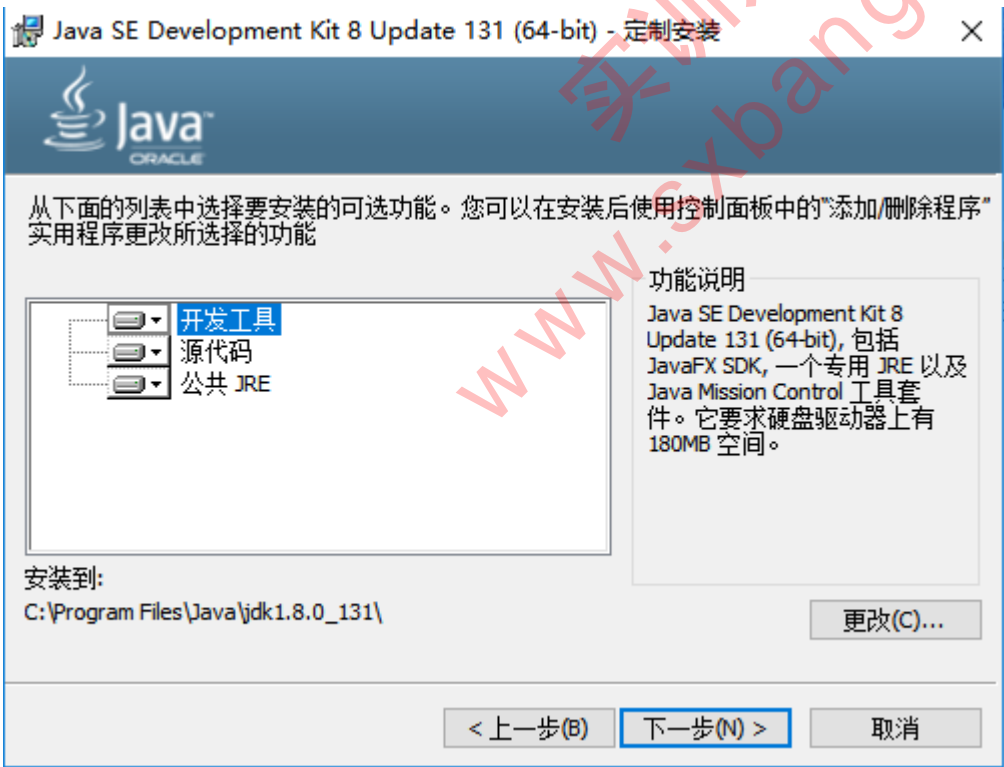 Java SE Development Kit 8 Update 131 (64-bit) - 定制安装
Java™
ORACLE
从下面的列表中选择要安装的可选功能。您可以在安装后使用控制面板中的"添加/删除程序"
实用程序更改所选择的功能
开发工具
源代码
公共 JRE
功能说明
Java SE Development Kit 8
Update 131 (64-bit), 包括
JavaFX SDK, 一个专用 JRE 以及
Java Mission Control 工具套
件。它要求硬盘驱动器上有
180MB 空间。
安装到:
C:\Program Files\Java\jdk1.8.0_131\
更改(C)...
< 上一步(B)
下一步(N) >
取消
实训
www.sxbang